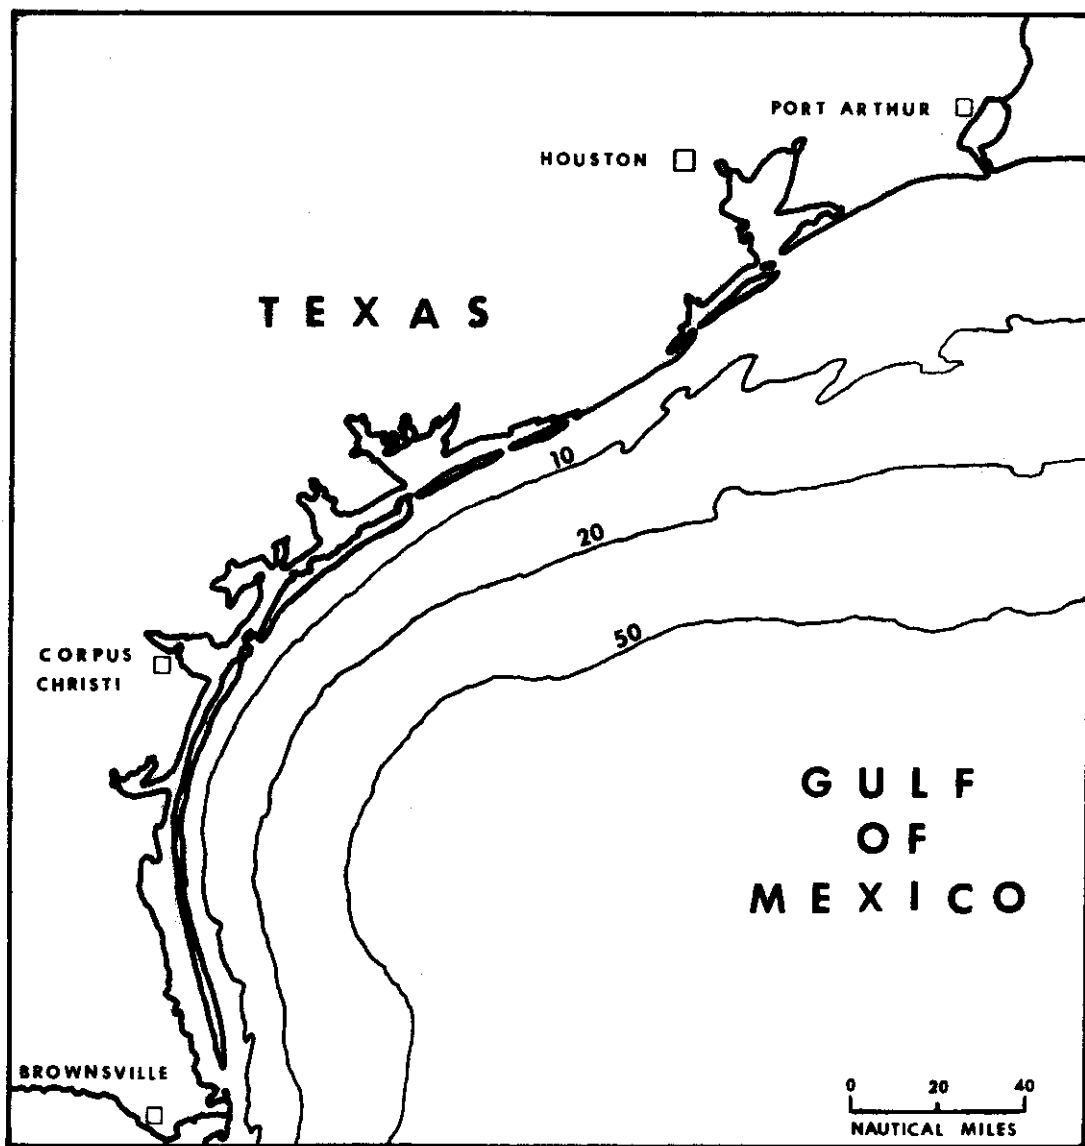 PORT ARTHUR
HOUSTON
TEXAS
10
20
50
CORPUS
CHRISTI
GULF
OF
MEXICO
BROWNSVILLE
0 20 40
NAUTICAL MILES